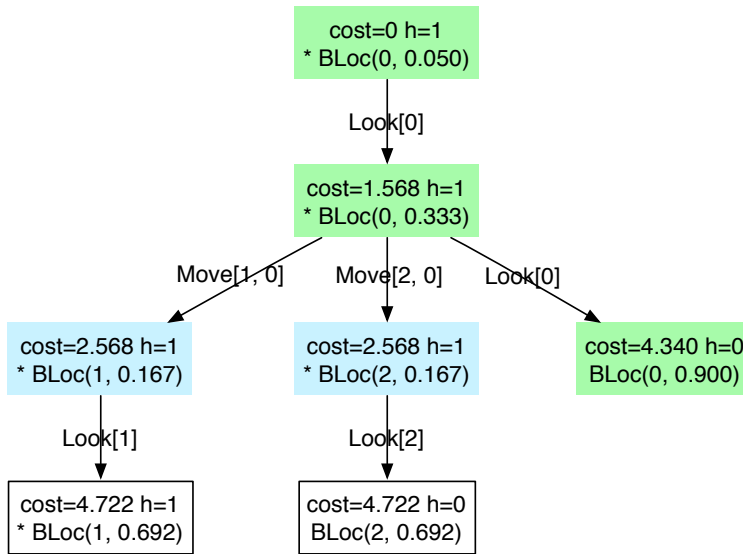 cost=0 h=1
* BLoc(0, 0.050)
Look[0]
cost=1.568 h=1
* BLoc(0, 0.333)
Move[1, 0]
Move[2, 0]
Look[0]
cost=2.568 h=1
* BLoc(1, 0.167)
cost=2.568 h=1
* BLoc(2, 0.167)
cost=4.340 h=0
BLoc(0, 0.900)
Look[1]
Look[2]
cost=4.722 h=1
* BLoc(1, 0.692)
cost=4.722 h=0
BLoc(2, 0.692)